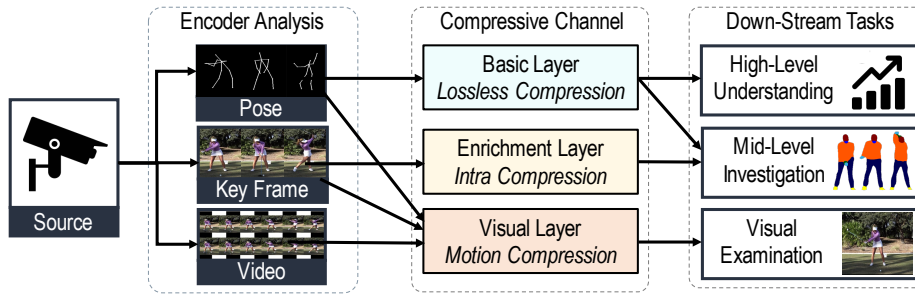 Encoder Analysis
Compressive Channel
Down-Stream Tasks
Source
Pose
Key Frame
Video
Basic Layer
Lossless Compression
Enrichment Layer
Intra Compression
Visual Layer
Motion Compression
High-Level
Understanding
Mid-Level
Investigation
Visual
Examination